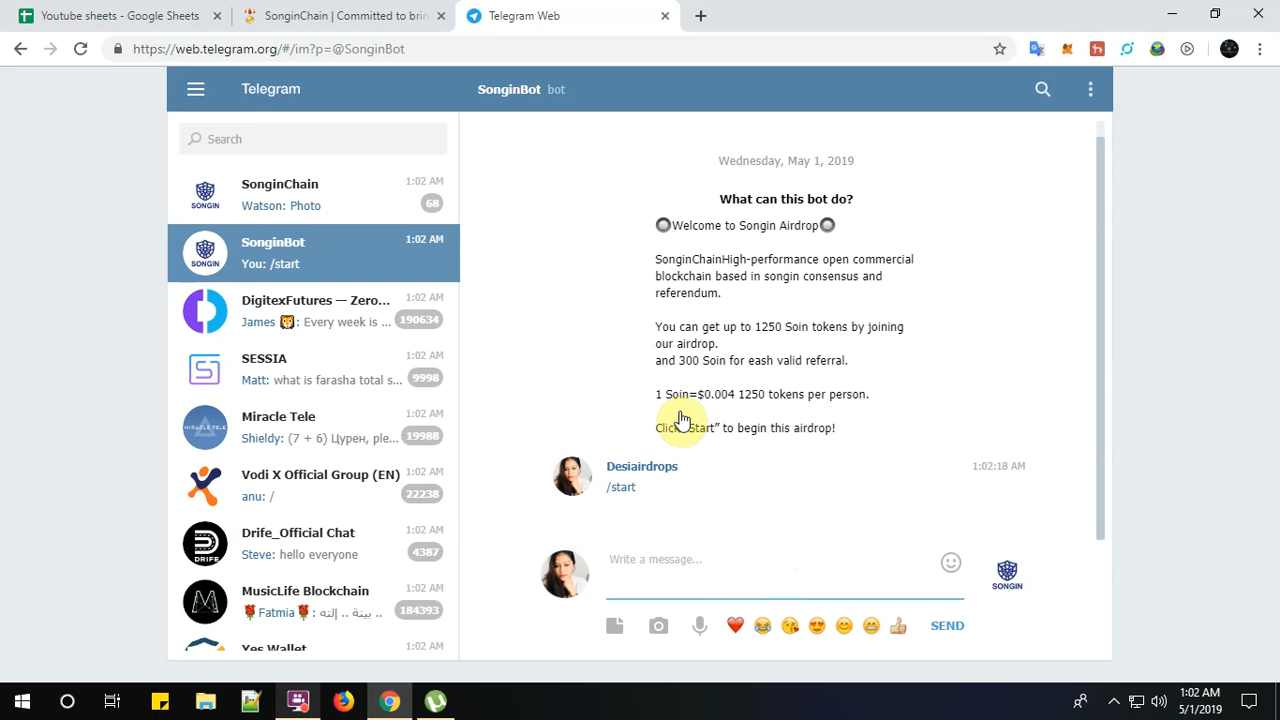 Youtube sheets - Google Sheets
SonginChain | Committed to brin
Telegram Web
https://web.telegram.org/#/im?p=@SonginBot
Telegram
SonginBot bot
Search
SonginChain 1:02 AM
Watson: Photo 68
SonginBot 1:02 AM
You: /start
DigitexFutures — Zero... 1:02 AM
James 🦁: Every week is ... 190634
SESSIA 1:02 AM
Matt: what is farasha total s... 9998
Miracle Tele 1:02 AM
Shieldy: (7 + 6) Цурен, ple... 19988
Vodi X Official Group (EN) 1:02 AM
anu: / 22238
Drife_Official Chat 1:02 AM
Steve: hello everyone 4387
MusicLife Blockchain 1:02 AM
🌹Fatmia🌹: بينة .. إلته .. 184393
Yes Wallet 1:02 AM
Wednesday, May 1, 2019
What can this bot do?
🔘Welcome to Songin Airdrop🔘
SonginChainHigh-performance open commercial
blockchain based in songin consensus and
referendum.
You can get up to 1250 Soin tokens by joining
our airdrop.
and 300 Soin for eash valid referral.
1 Soin=$0.004 1250 tokens per person.
Click "Start" to begin this airdrop!
Desiairdrops 1:02:18 AM
/start
Write a message...
SONGIN
SONGIN
SONGIN
MIRACLE TELE
DRIFE
❤️ 😂 😘 😍 😊 😁 👍🏼 SEND
1:02 AM
5/1/2019